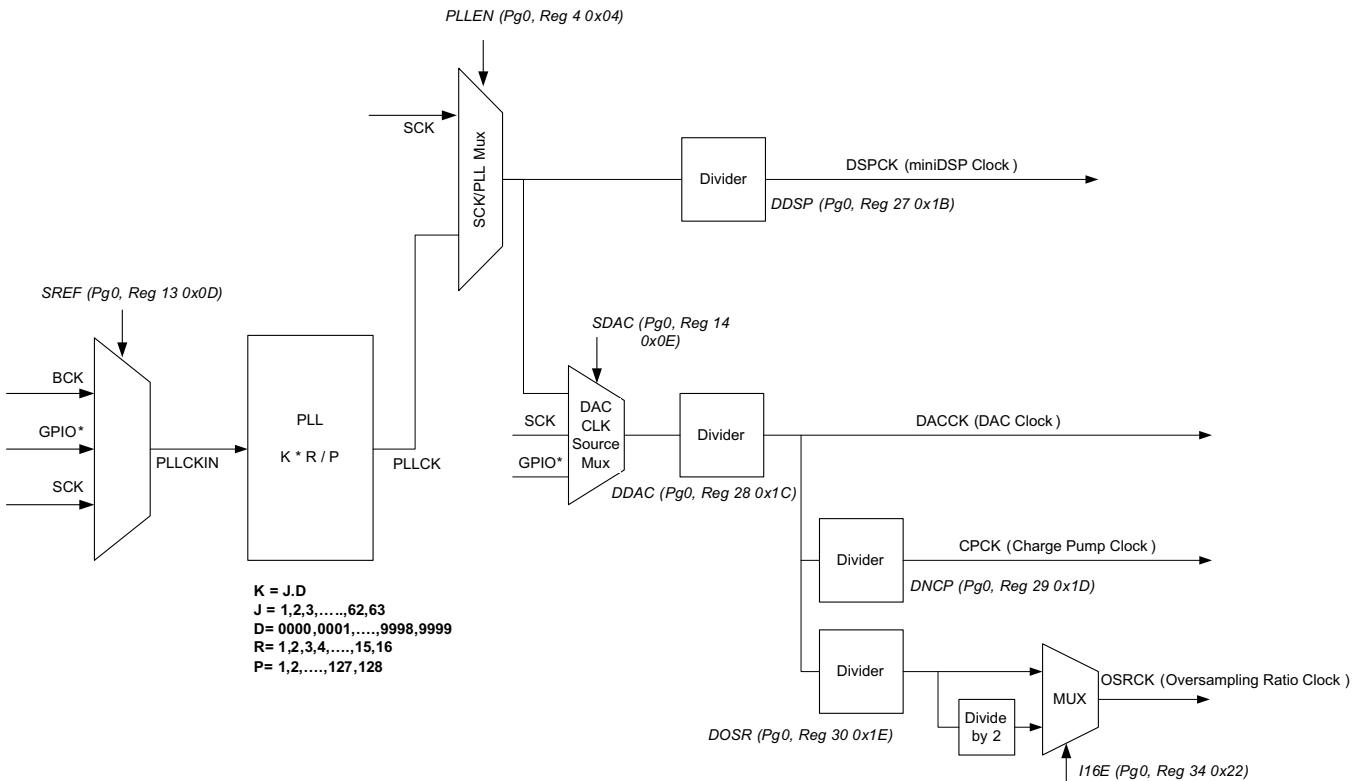 PLLEN (Pg0, Reg 4 0x04)
SCK
SCK/PLL Mux
Divider
DSPCK (miniDSP Clock )
DDSP (Pg0, Reg 27 0x1B)
SREF (Pg0, Reg 13 0x0D)
BCK
GPIO*
SCK
PLLCKIN
PLL
K * R / P
PLLCK
K = J.D
J = 1,2,3,…..,62,63
D= 0000,0001,….,9998,9999
R= 1,2,3,4,….,15,16
P= 1,2,….,127,128
SDAC (Pg0, Reg 14
0x0E)
SCK
GPIO*
DAC
CLK
Source
Mux
Divider
DDAC (Pg0, Reg 28 0x1C)
DACCK (DAC Clock )
Divider
CPCK (Charge Pump Clock )
DNCP (Pg0, Reg 29 0x1D)
Divider
DOSR (Pg0, Reg 30 0x1E)
Divide
by 2
MUX
OSRCK (Oversampling Ratio Clock )
I16E (Pg0, Reg 34 0x22)